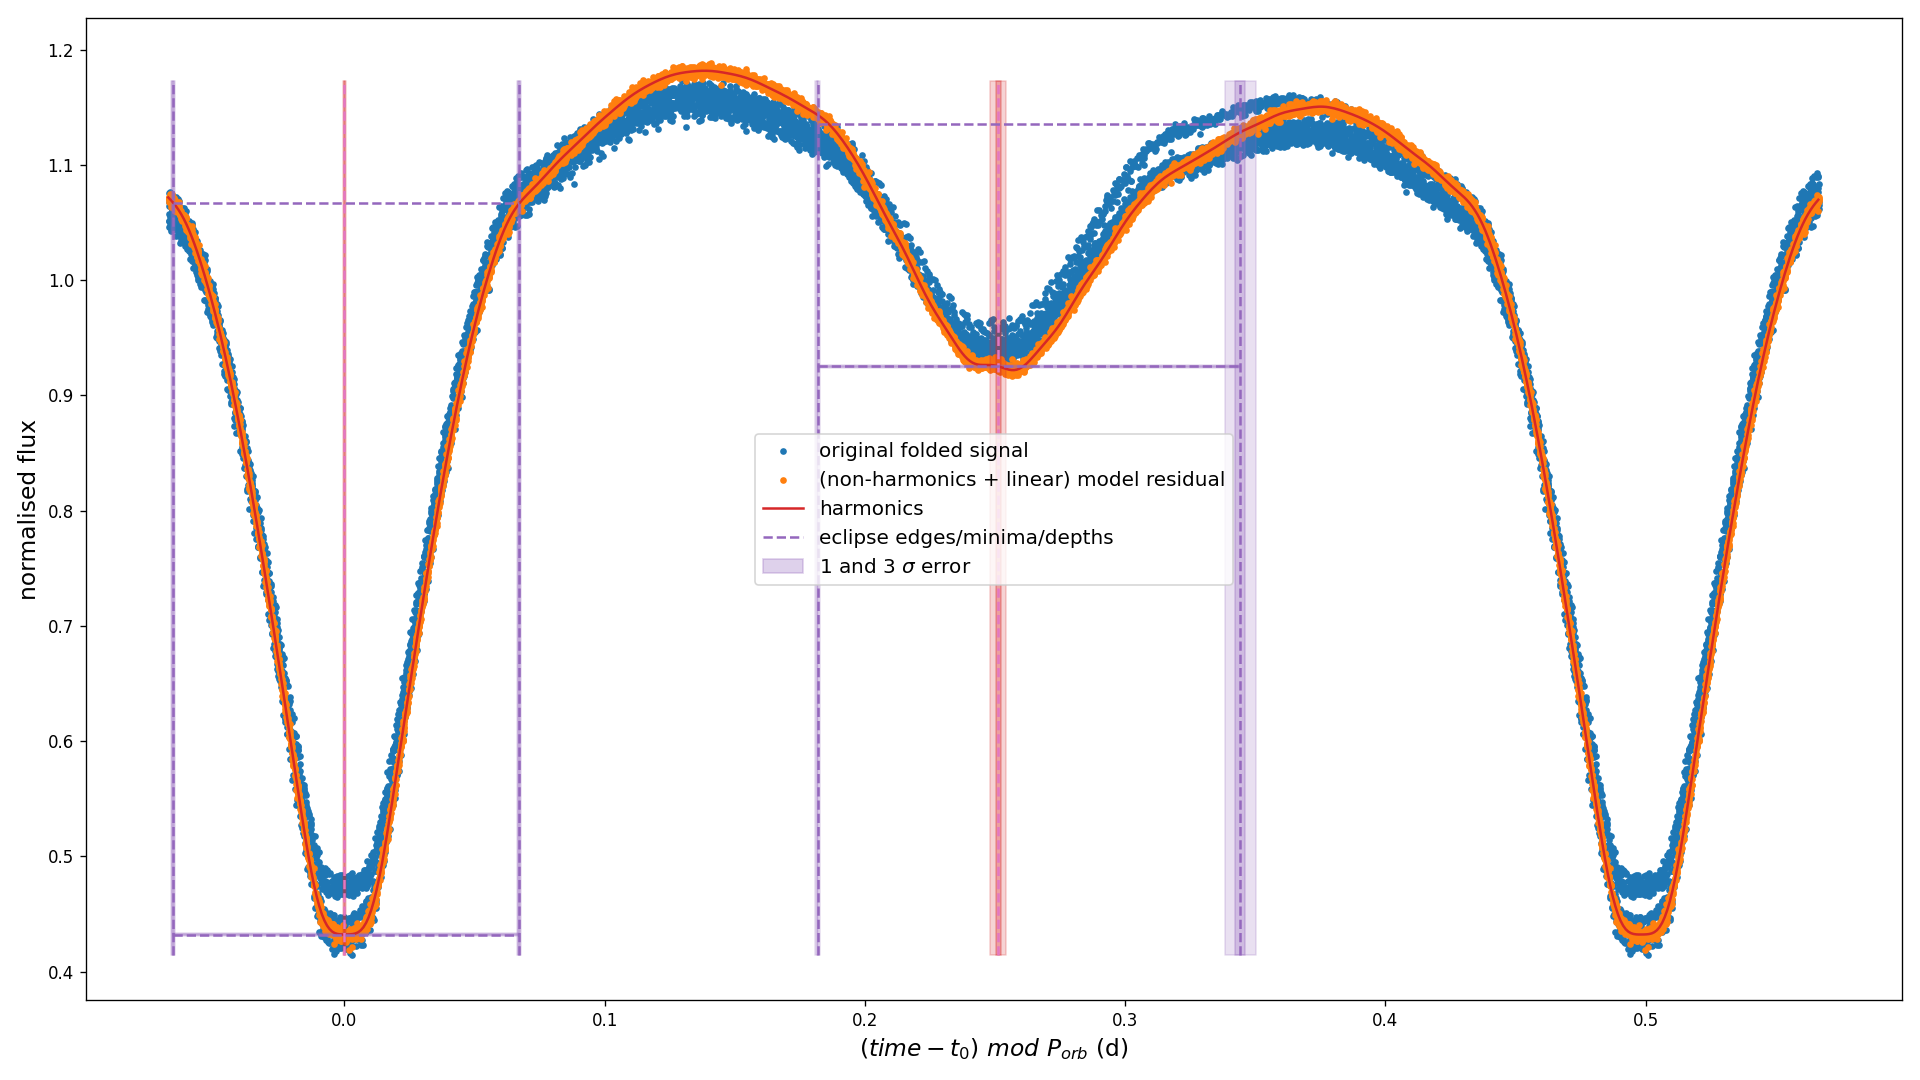 1.2
1.1
1.0
0.9
0.8
0.7
0.6
0.5
0.4
normalised flux
original folded signal
(non-harmonics + linear) model residual
harmonics
eclipse edges/minima/depths
1 and 3 σ error
0.0 0.1 0.2 0.3 0.4 0.5
(time − t₀) mod Pₒᵣb (d)